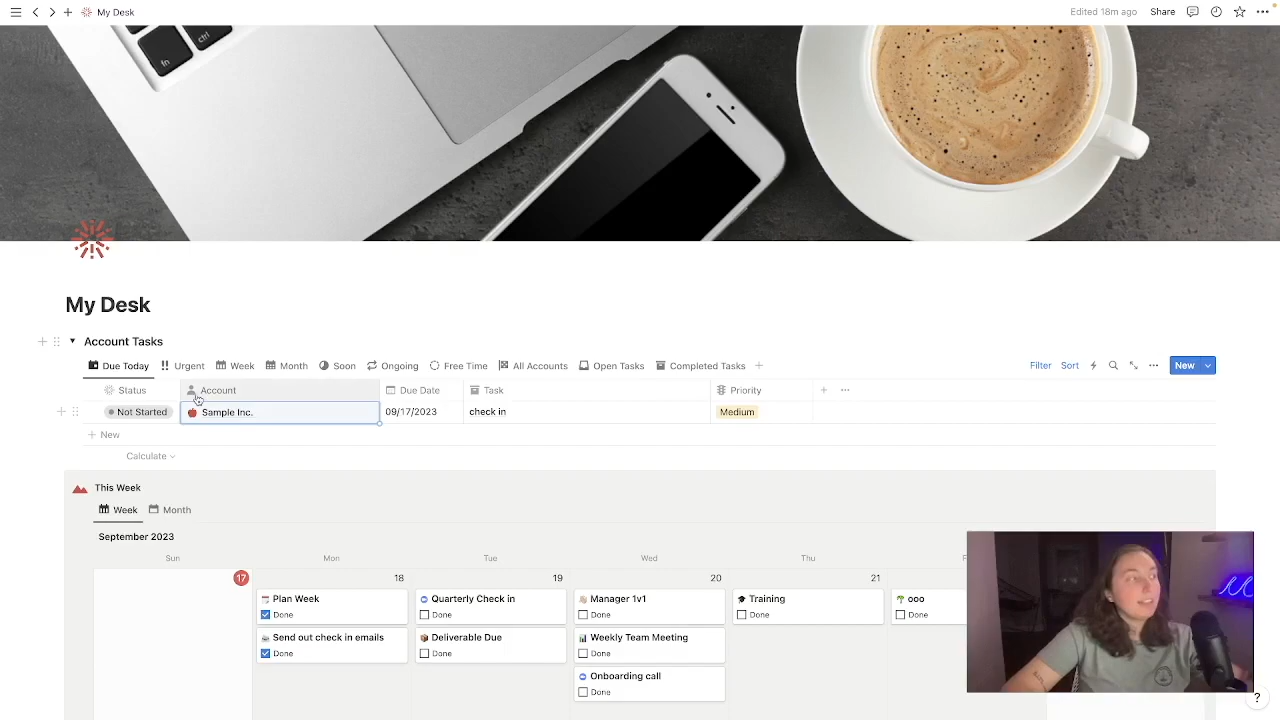 My Desk
Edited 18m ago
Share
fn
ctrl
My Desk
Account Tasks
Due Today
Urgent
Week
Month
Soon
Ongoing
Free Time
All Accounts
Open Tasks
Completed Tasks
Filter
Sort
New
Status
Account
Due Date
Task
Priority
Not Started
Sample Inc.
09/17/2023
check in
Medium
New
Calculate
This Week
Week
Month
September 2023
Sun
Mon
Tue
Wed
Thu
17
18
19
20
21
Plan Week
Done
Quarterly Check in
Done
Manager 1v1
Done
Training
Done
ooo
Done
Send out check in emails
Done
Deliverable Due
Done
Weekly Team Meeting
Done
Onboarding call
Done
?